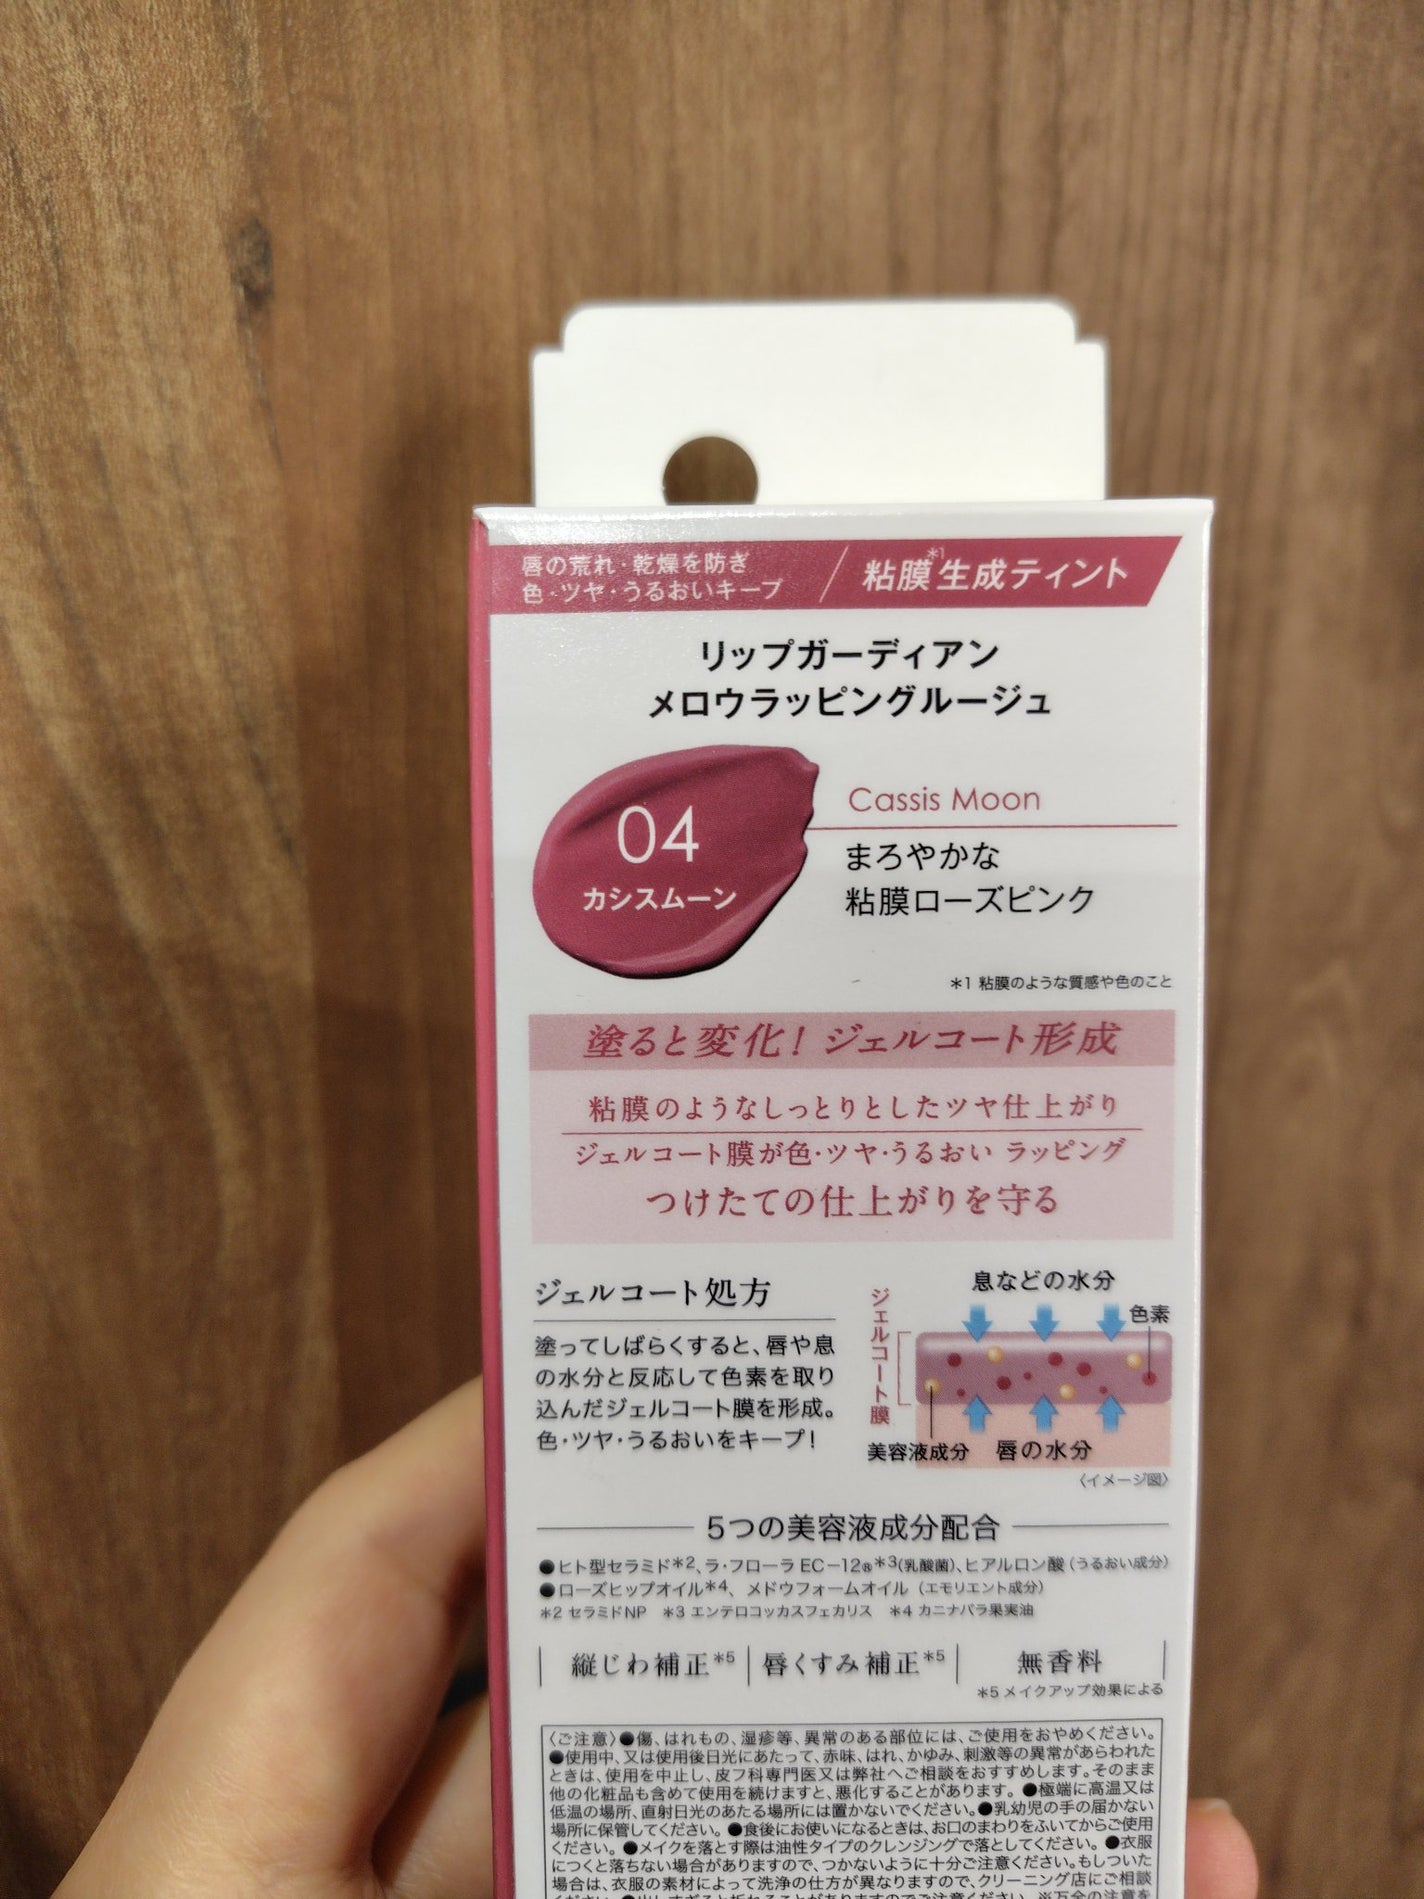 唇の荒れ・乾燥を防ぎ
色・ツヤ・うるおいキープ
粘膜*1生成ティント
リップガーディアン
メロウラッピングルージュ
04
カシスムーン
Cassis Moon
まろやかな
粘膜ローズピンク
*1 粘膜のような質感や色のこと
塗ると変化!ジェルコート形成
粘膜のようなしっとりとしたツヤ仕上がり
ジェルコート膜が色・ツヤ・うるおい ラッピング
つけたての仕上がりを守る
ジェルコート処方
塗ってしばらくすると、唇や息
の水分と反応して色素を取り
込んだジェルコート膜を形成。
色・ツヤ・うるおいをキープ!
息などの水分
色素
ジェルコート膜
美容液成分
唇の水分
〈イメージ図〉
5つの美容液成分配合
●ヒト型セラミド*2、ラ・フローラ EC-12®*3(乳酸菌)、ヒアルロン酸(うるおい成分)
●ローズヒップオイル*4、メドウフォームオイル(エモリエント成分)
*2 セラミドNP *3 エンテロコッカスフェカリス *4 カニナバラ果実油
縦じわ補正*5
唇くすみ補正*5
無香料
*5 メイクアップ効果による
〈ご注意〉●傷、はれもの、湿疹等、異常のある部位には、ご使用をおやめください。
●使用中、又は使用後日光にあたって、赤味、はれ、かゆみ、刺激等の異常があらわれた
ときは、使用を中止し、皮フ科専門医又は弊社へご相談をおすすめします。そのまま
他の化粧品も含めて使用を続けますと、悪化することがあります。●極端に高温又は
低温の場所、直射日光のあたる場所には置かないでください。●乳幼児の手の届かない
場所に保管してください。●食後にお使いになるときは、お口のまわりをふいてからご使用
ください。●メイクを落とす際は油性タイプのクレンジングで落としてください。●衣服
につくと落ちない場合がありますので、つかないように十分ご注意ください。もしついた
場合は、衣服の素材によって洗浄の仕方が異なりますので、クリーニング店にご相談